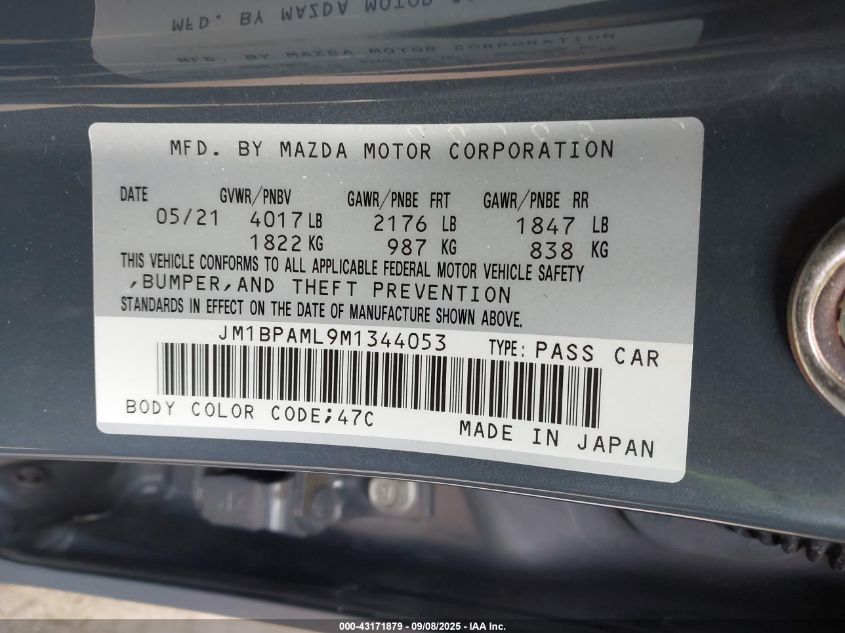 MFD. BY MAZDA MOTOR CORPORATION
DATE GVWR/PNBV GAWR/PNBE FRT GAWR/PNBE RR
05/21 4017 LB 2176 LB 1847 LB
1822 KG 987 KG 838 KG
THIS VEHICLE CONFORMS TO ALL APPLICABLE FEDERAL MOTOR VEHICLE SAFETY
,BUMPER,AND THEFT PREVENTION
STANDARDS IN EFFECT ON THE DATE OF MANUFACTURE SHOWN ABOVE.
JM1BPAML9M1344053 TYPE: PASS CAR
BODY COLOR CODE;47C
MADE IN JAPAN
000-43171879 - 09/08/2025 - IAA Inc.